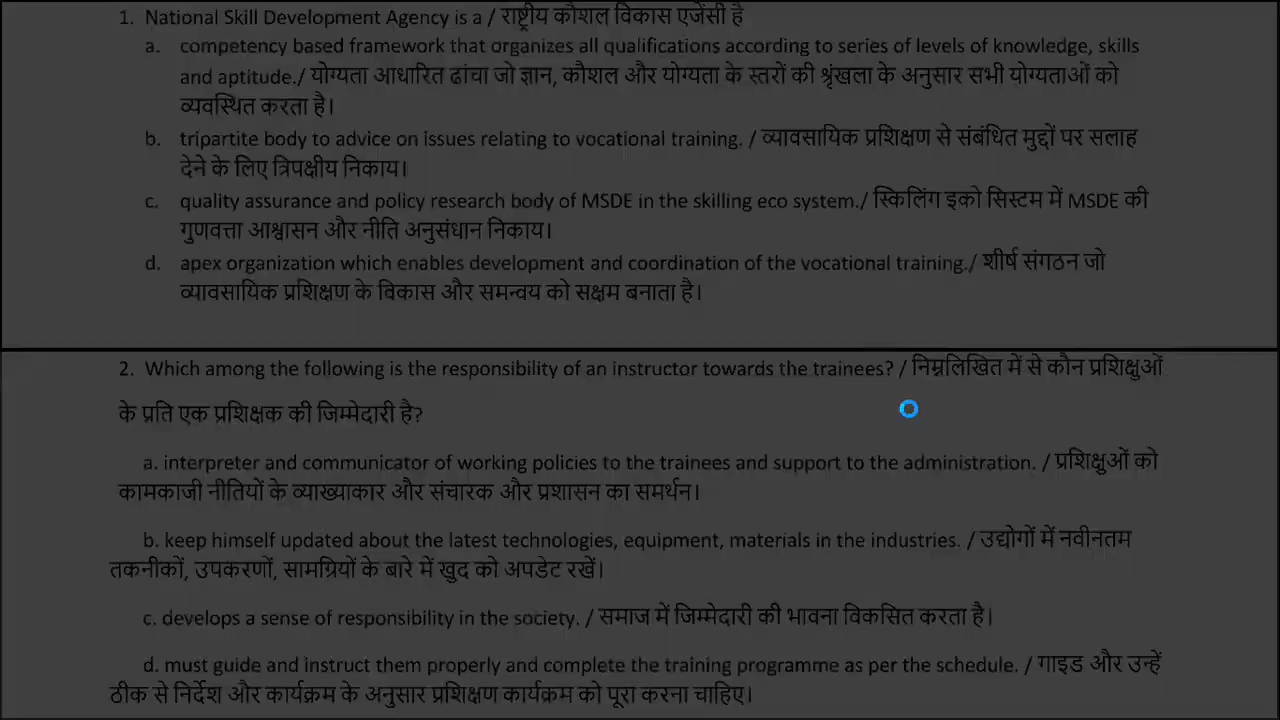 1. National Skill Development Agency is a / राष्ट्रीय कौशल विकास एजेंसी है
a. competency based framework that organizes all qualifications according to series of levels of knowledge, skills
and aptitude./ योग्यता आधारित ढांचा जो ज्ञान, कौशल और योग्यता के स्तरों की श्रृंखला के अनुसार सभी योग्यताओं को
व्यवस्थित करता है।
b. tripartite body to advice on issues relating to vocational training. / व्यावसायिक प्रशिक्षण से संबंधित मुद्दों पर सलाह
देने के लिए त्रिपक्षीय निकाय।
c. quality assurance and policy research body of MSDE in the skilling eco system./ स्किलिंग इको सिस्टम में MSDE की
गुणवत्ता आश्वासन और नीति अनुसंधान निकाय।
d. apex organization which enables development and coordination of the vocational training./ शीर्ष संगठन जो
व्यावसायिक प्रशिक्षण के विकास और समन्वय को सक्षम बनाता है।
2. Which among the following is the responsibility of an instructor towards the trainees? / निम्नलिखित में से कौन प्रशिक्षुओं
के प्रति एक प्रशिक्षक की जिम्मेदारी है?
a. interpreter and communicator of working policies to the trainees and support to the administration. / प्रशिक्षुओं को
कामकाजी नीतियों के व्याख्याकार और संचारक और प्रशासन का समर्थन।
b. keep himself updated about the latest technologies, equipment, materials in the industries. / उद्योगों में नवीनतम
तकनीकों, उपकरणों, सामग्रियों के बारे में खुद को अपडेट रखें।
c. develops a sense of responsibility in the society. / समाज में जिम्मेदारी की भावना विकसित करता है।
d. must guide and instruct them properly and complete the training programme as per the schedule. / गाइड और उन्हें
ठीक से निर्देश और कार्यक्रम के अनुसार प्रशिक्षण कार्यक्रम को पूरा करना चाहिए।